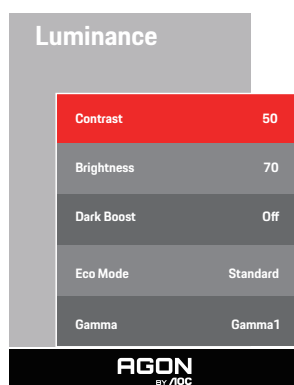 Luminance
Contrast 50
Brightness 70
Dark Boost Off
Eco Mode Standard
Gamma Gamma1
AGON
BY AOC